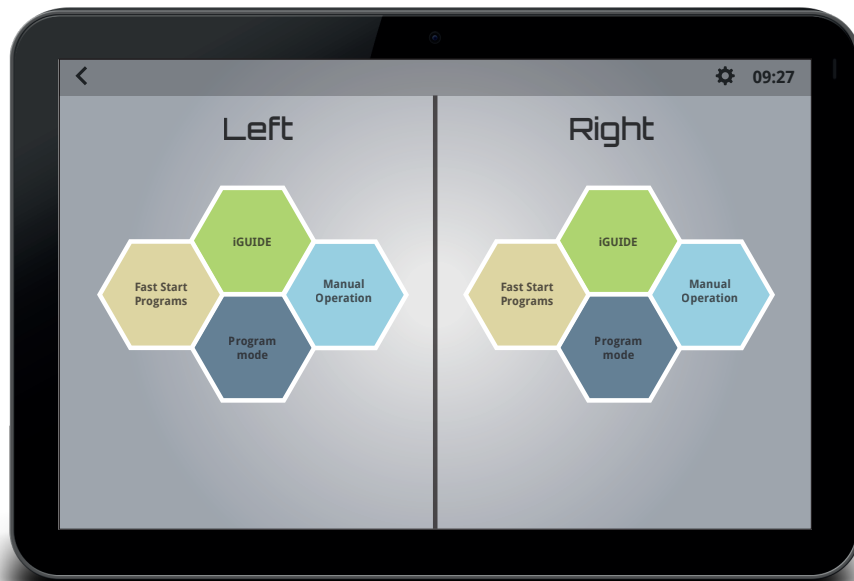 09:27
Left
Right
iGUIDE
Fast Start
Programs
Manual
Operation
Program
mode
iGUIDE
Fast Start
Programs
Manual
Operation
Program
mode